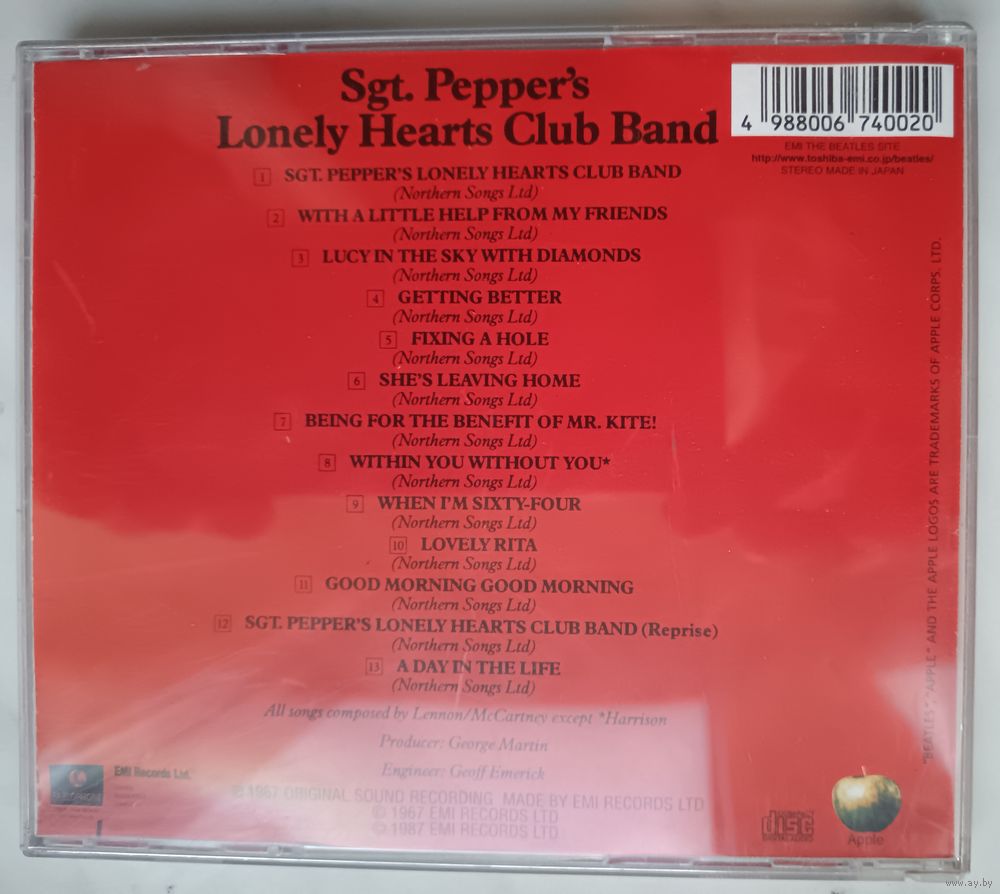 Sgt. Pepper's
Lonely Hearts Club Band
4 988006 740020
EMI THE BEATLES SITE
http://www.toshiba-emi.co.jp/beatles/
STEREO MADE IN JAPAN
1 SGT. PEPPER'S LONELY HEARTS CLUB BAND
(Northern Songs Ltd)
2 WITH A LITTLE HELP FROM MY FRIENDS
(Northern Songs Ltd)
3 LUCY IN THE SKY WITH DIAMONDS
(Northern Songs Ltd)
4 GETTING BETTER
(Northern Songs Ltd)
5 FIXING A HOLE
(Northern Songs Ltd)
6 SHE'S LEAVING HOME
(Northern Songs Ltd)
7 BEING FOR THE BENEFIT OF MR. KITE!
(Northern Songs Ltd)
8 WITHIN YOU WITHOUT YOU*
(Northern Songs Ltd)
9 WHEN I'M SIXTY-FOUR
(Northern Songs Ltd)
10 LOVELY RITA
(Northern Songs Ltd)
11 GOOD MORNING GOOD MORNING
(Northern Songs Ltd)
12 SGT. PEPPER'S LONELY HEARTS CLUB BAND (Reprise)
(Northern Songs Ltd)
13 A DAY IN THE LIFE
(Northern Songs Ltd)
All songs composed by Lennon/McCartney except *Harrison
Producer: George Martin
Engineer: Geoff Emerick
℗ 1967 ORIGINAL SOUND RECORDING MADE BY EMI RECORDS LTD
© 1967 EMI RECORDS LTD
© 1987 EMI RECORDS LTD
EMI Records Ltd.
"BEATLES", "APPLE" AND THE APPLE LOGOS ARE TRADEMARKS OF APPLE CORPS. LTD.
COMPACT
disc
DIGITAL AUDIO
Apple
www.ay.by